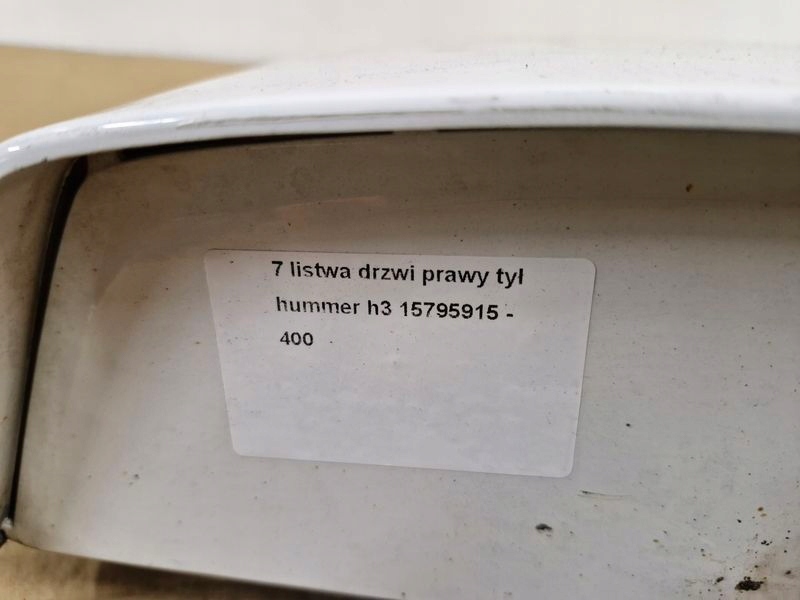 7 listwa drzwi prawy tył
hummer h3 15795915 -
400